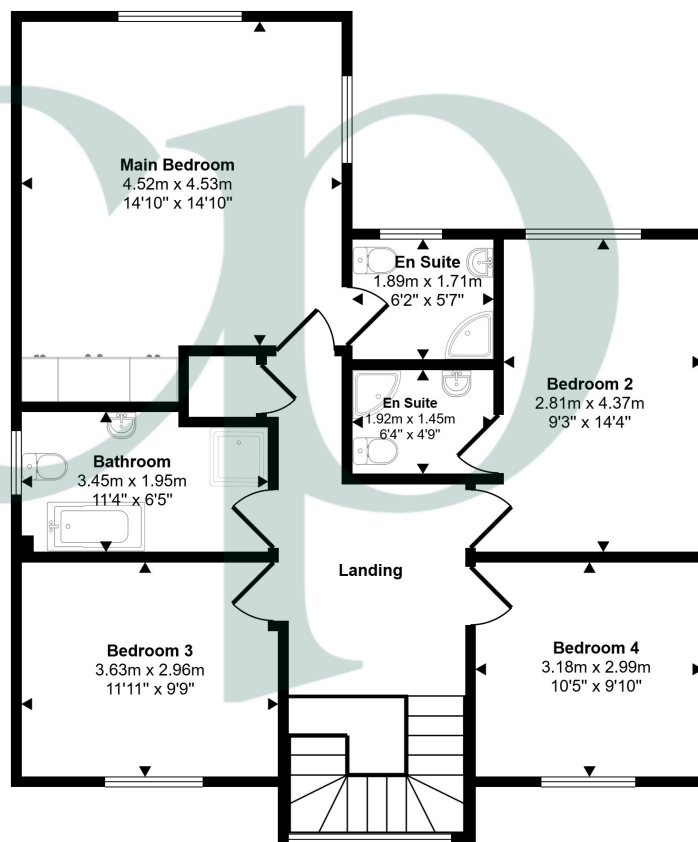 Main Bedroom
4.52m x 4.53m
14'10" x 14'10"
En Suite
1.89m x 1.71m
6'2" x 5'7"
En Suite
1.92m x 1.45m
6'4" x 4'9"
Bedroom 2
2.81m x 4.37m
9'3" x 14'4"
Bathroom
3.45m x 1.95m
11'4" x 6'5"
Landing
Bedroom 3
3.63m x 2.96m
11'11" x 9'9"
Bedroom 4
3.18m x 2.99m
10'5" x 9'10"
cp